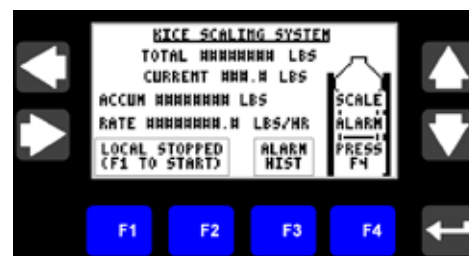 KICE SCALING SYSTEM
TOTAL ######## LBS
CURRENT ###.# LBS
ACCUM ######## LBS
RATE ########.# LBS/HR
SCALE
ALARM
PRESS
F4
LOCAL STOPPED
(F1 TO START)
ALARM
HIST
F1 F2 F3 F4